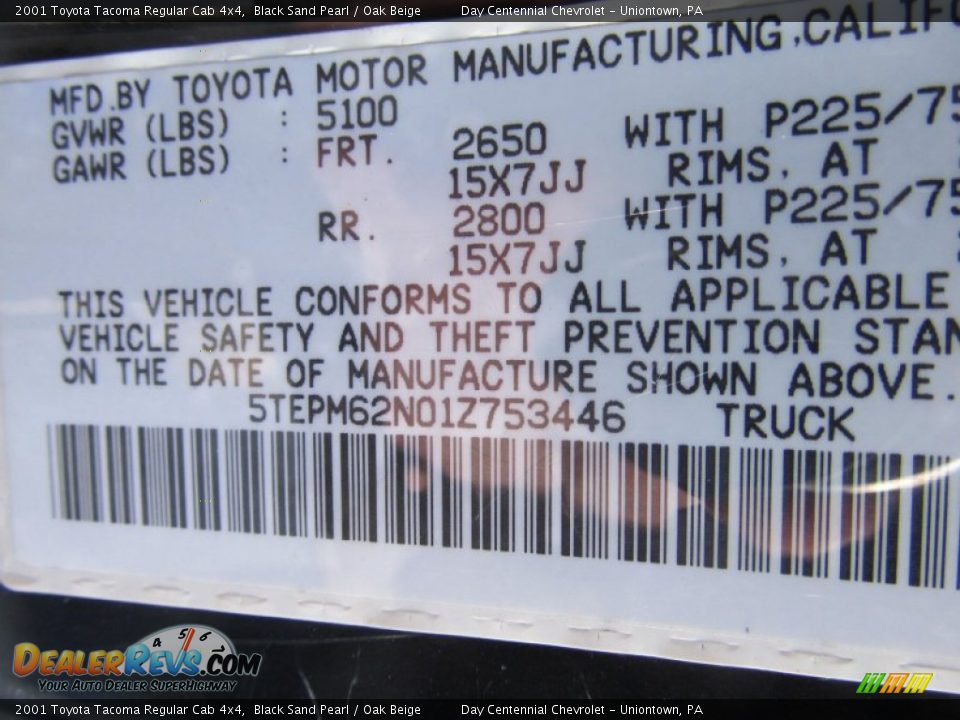 2001 Toyota Tacoma Regular Cab 4x4, Black Sand Pearl / Oak Beige Day Centennial Chevrolet - Uniontown, PA
MFD.BY TOYOTA MOTOR MANUFACTURING,CALIF
GVWR (LBS) : 5100
GAWR (LBS) : FRT. 2650 WITH P225/75
15X7JJ RIMS, AT
RR. 2800 WITH P225/75
15X7JJ RIMS, AT
THIS VEHICLE CONFORMS TO ALL APPLICABLE
VEHICLE SAFETY AND THEFT PREVENTION STAN
ON THE DATE OF MANUFACTURE SHOWN ABOVE.
5TEPM62N01Z753446 TRUCK
4 5 6
DEALERREVS.COM
YOUR AUTO DEALER SUPERHIGHWAY
2001 Toyota Tacoma Regular Cab 4x4, Black Sand Pearl / Oak Beige Day Centennial Chevrolet - Uniontown, PA